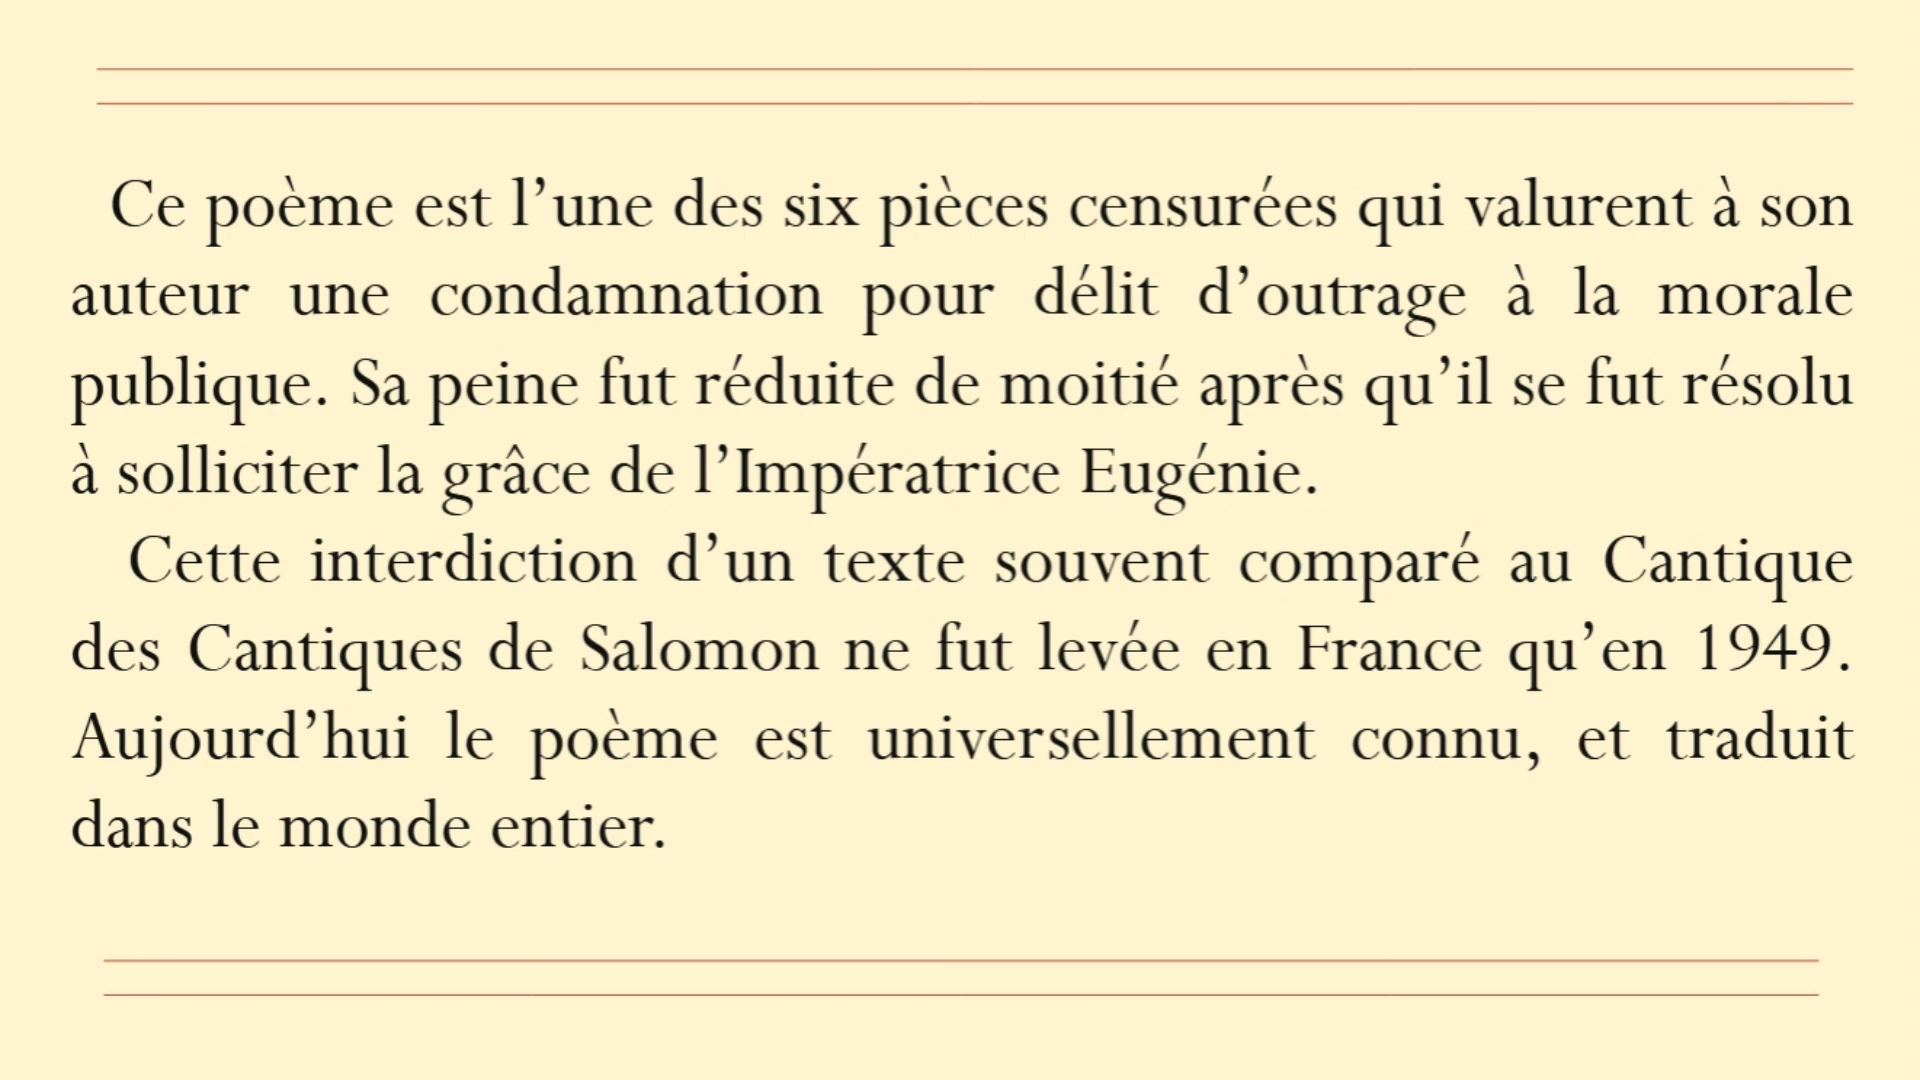 Ce poème est l’une des six pièces censurées qui valurent à son
auteur une condamnation pour délit d’outrage à la morale
publique. Sa peine fut réduite de moitié après qu’il se fut résolu
à solliciter la grâce de l’Impératrice Eugénie.
Cette interdiction d’un texte souvent comparé au Cantique
des Cantiques de Salomon ne fut levée en France qu’en 1949.
Aujourd’hui le poème est universellement connu, et traduit
dans le monde entier.